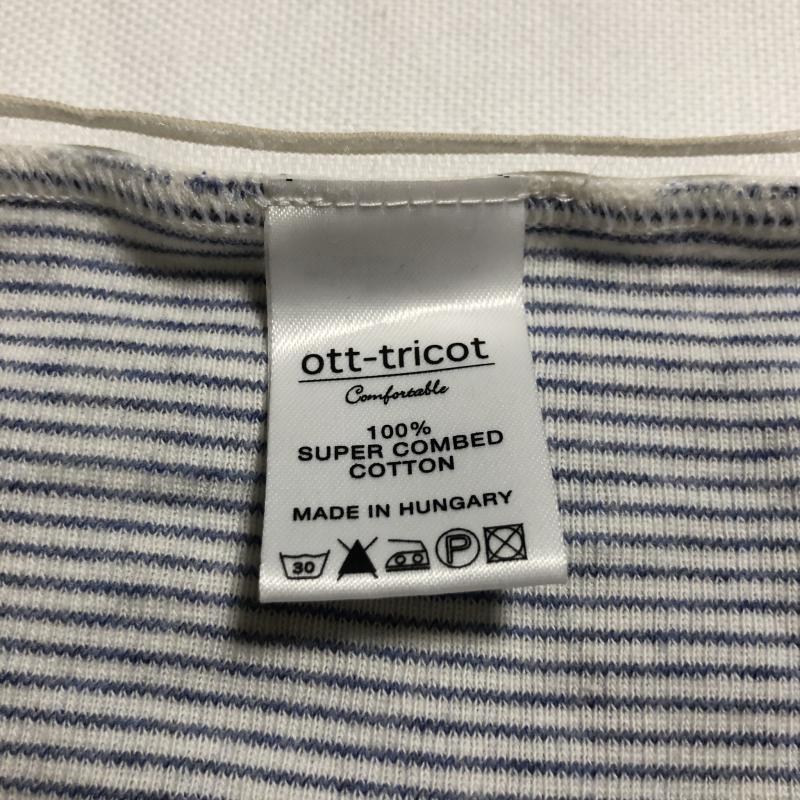 ott-tricot
Comfortable
100%
SUPER COMBED
COTTON
MADE IN HUNGARY
30 P